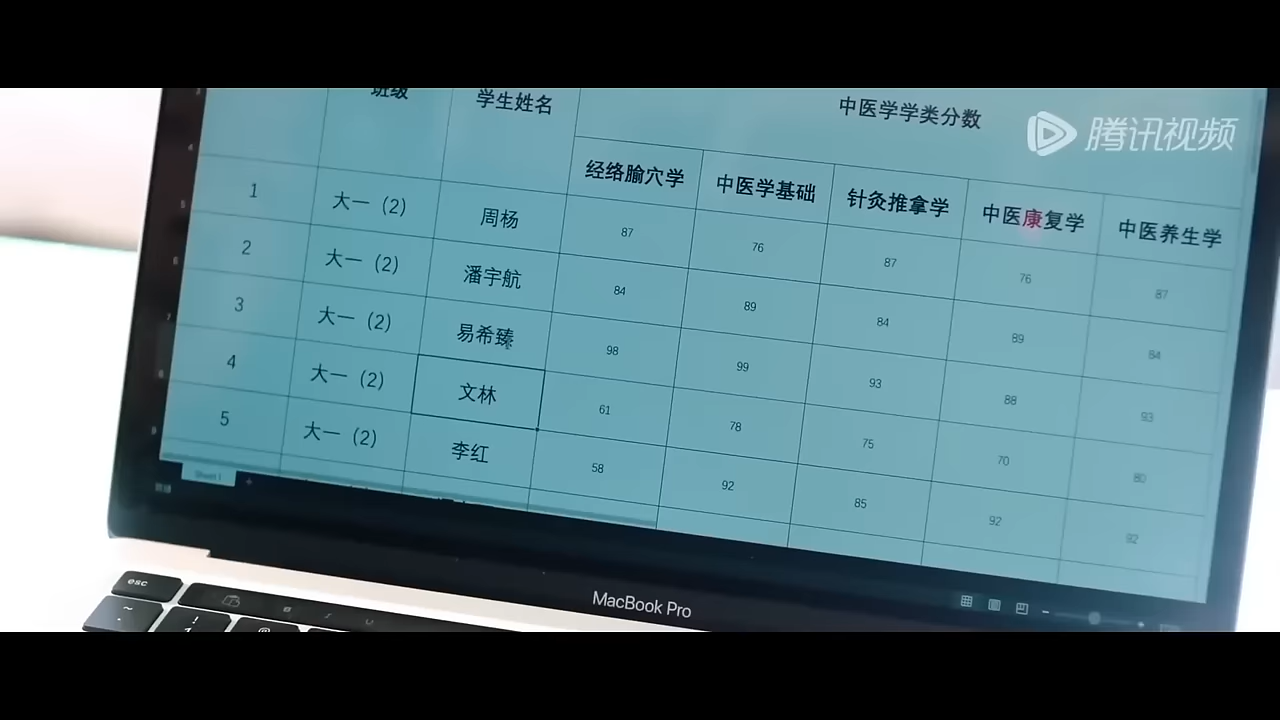 班级 学生姓名 中医学学类分数
腾讯视频
经络腧穴学 中医学基础 针灸推拿学 中医康复学 中医养生学
1 大一（2） 周杨 87 76 87 76 87
2 大一（2） 潘宇航 84 89 84 89 84
3 大一（2） 易希臻 98 99 93 88 93
4 大一（2） 文林 61 78 75 70 80
5 大一（2） 李红 58 92 85 92 92
Sheet1
MacBook Pro
esc